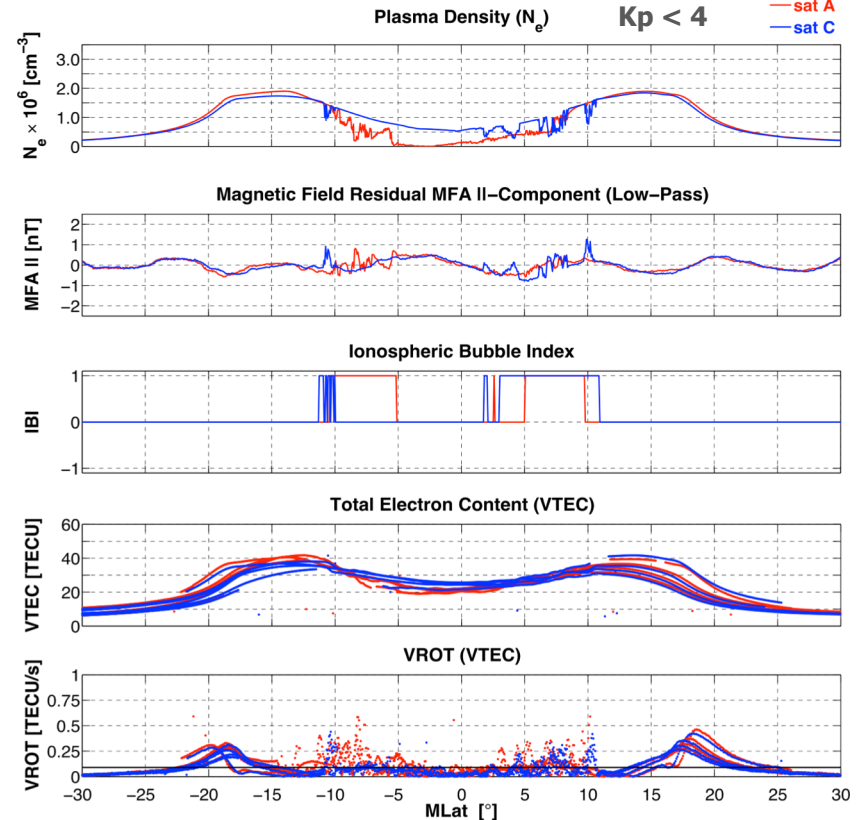 Plasma Density (Ne)
Kp < 4
sat A
sat C
Ne × 10^6 [cm^−3]
3.0
2.0
1.0
0
Magnetic Field Residual MFA II−Component (Low−Pass)
MFA II [nT]
2
1
0
−1
−2
Ionospheric Bubble Index
IBI
1
0
−1
Total Electron Content (VTEC)
VTEC [TECU]
60
40
20
0
VROT (VTEC)
VROT [TECU/s]
1
0.75
0.5
0.25
0
−30 −25 −20 −15 −10 −5 0 5 10 15 20 25 30
MLat [°]